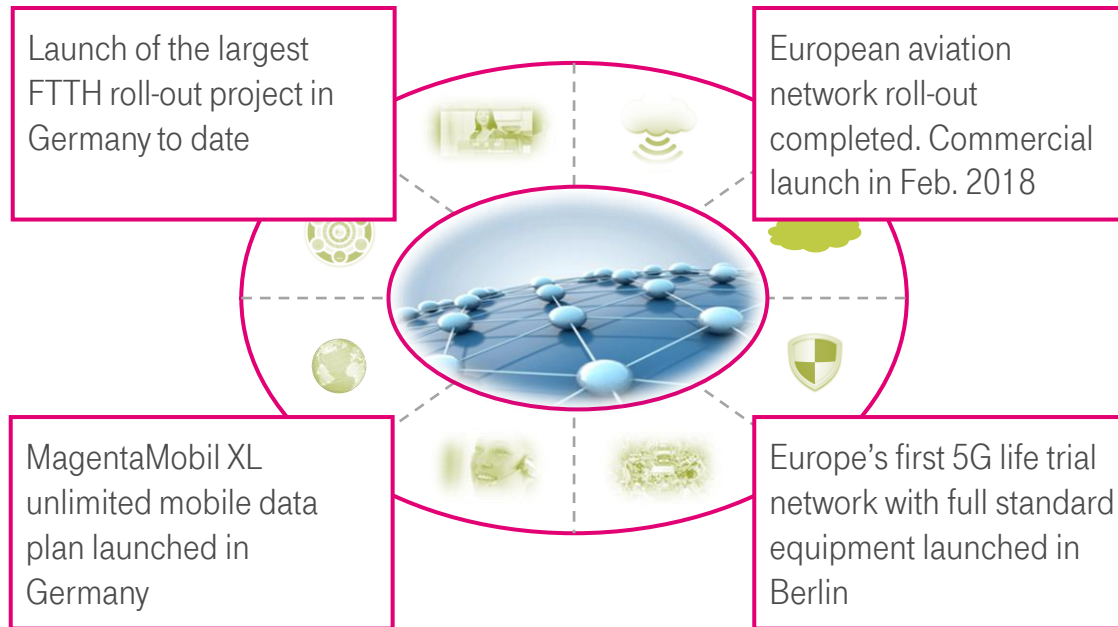 Launch of the largest
FTTH roll-out project in
Germany to date
European aviation
network roll-out
completed. Commercial
launch in Feb. 2018
MagentaMobil XL
unlimited mobile data
plan launched in
Germany
Europe’s first 5G life trial
network with full standard
equipment launched in
Berlin